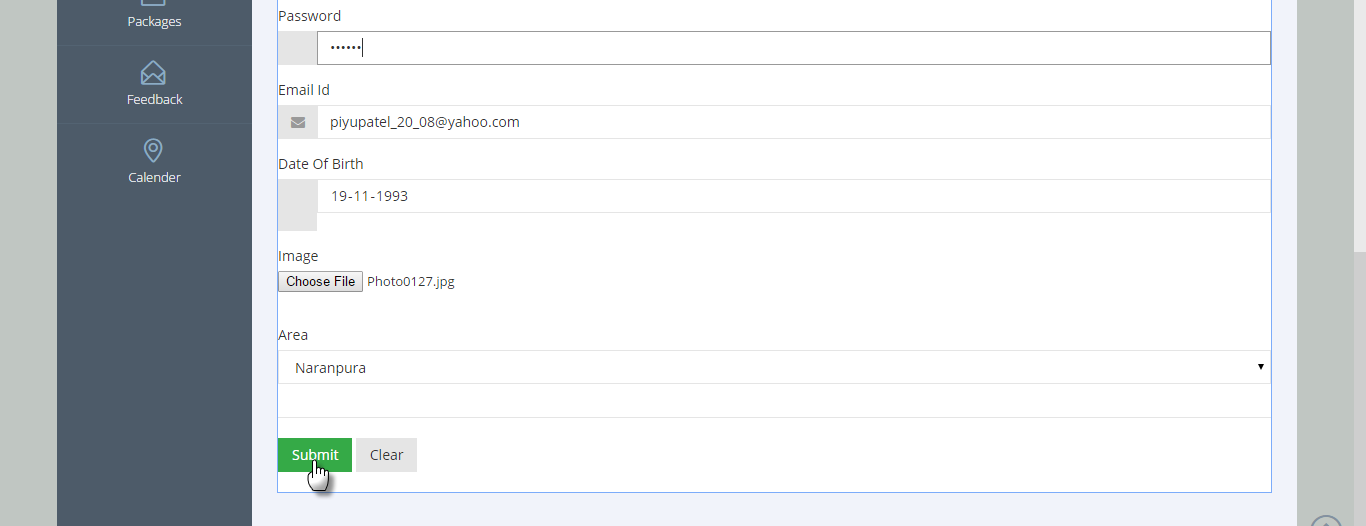 Packages
Feedback
Calender
Password
••••••
Email Id
piyupatel_20_08@yahoo.com
Date Of Birth
19-11-1993
Image
Choose File Photo0127.jpg
Area
Naranpura
Submit Clear